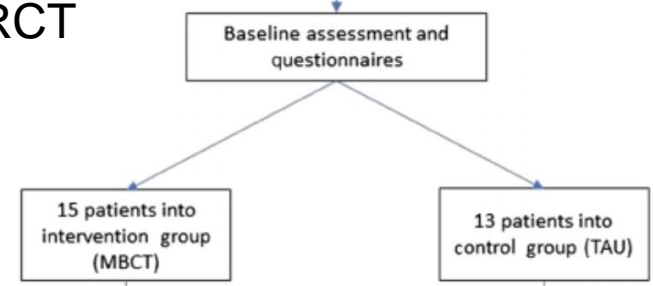 RCT
Baseline assessment and
questionnaires
15 patients into
intervention group
(MBCT)
13 patients into
control group (TAU)